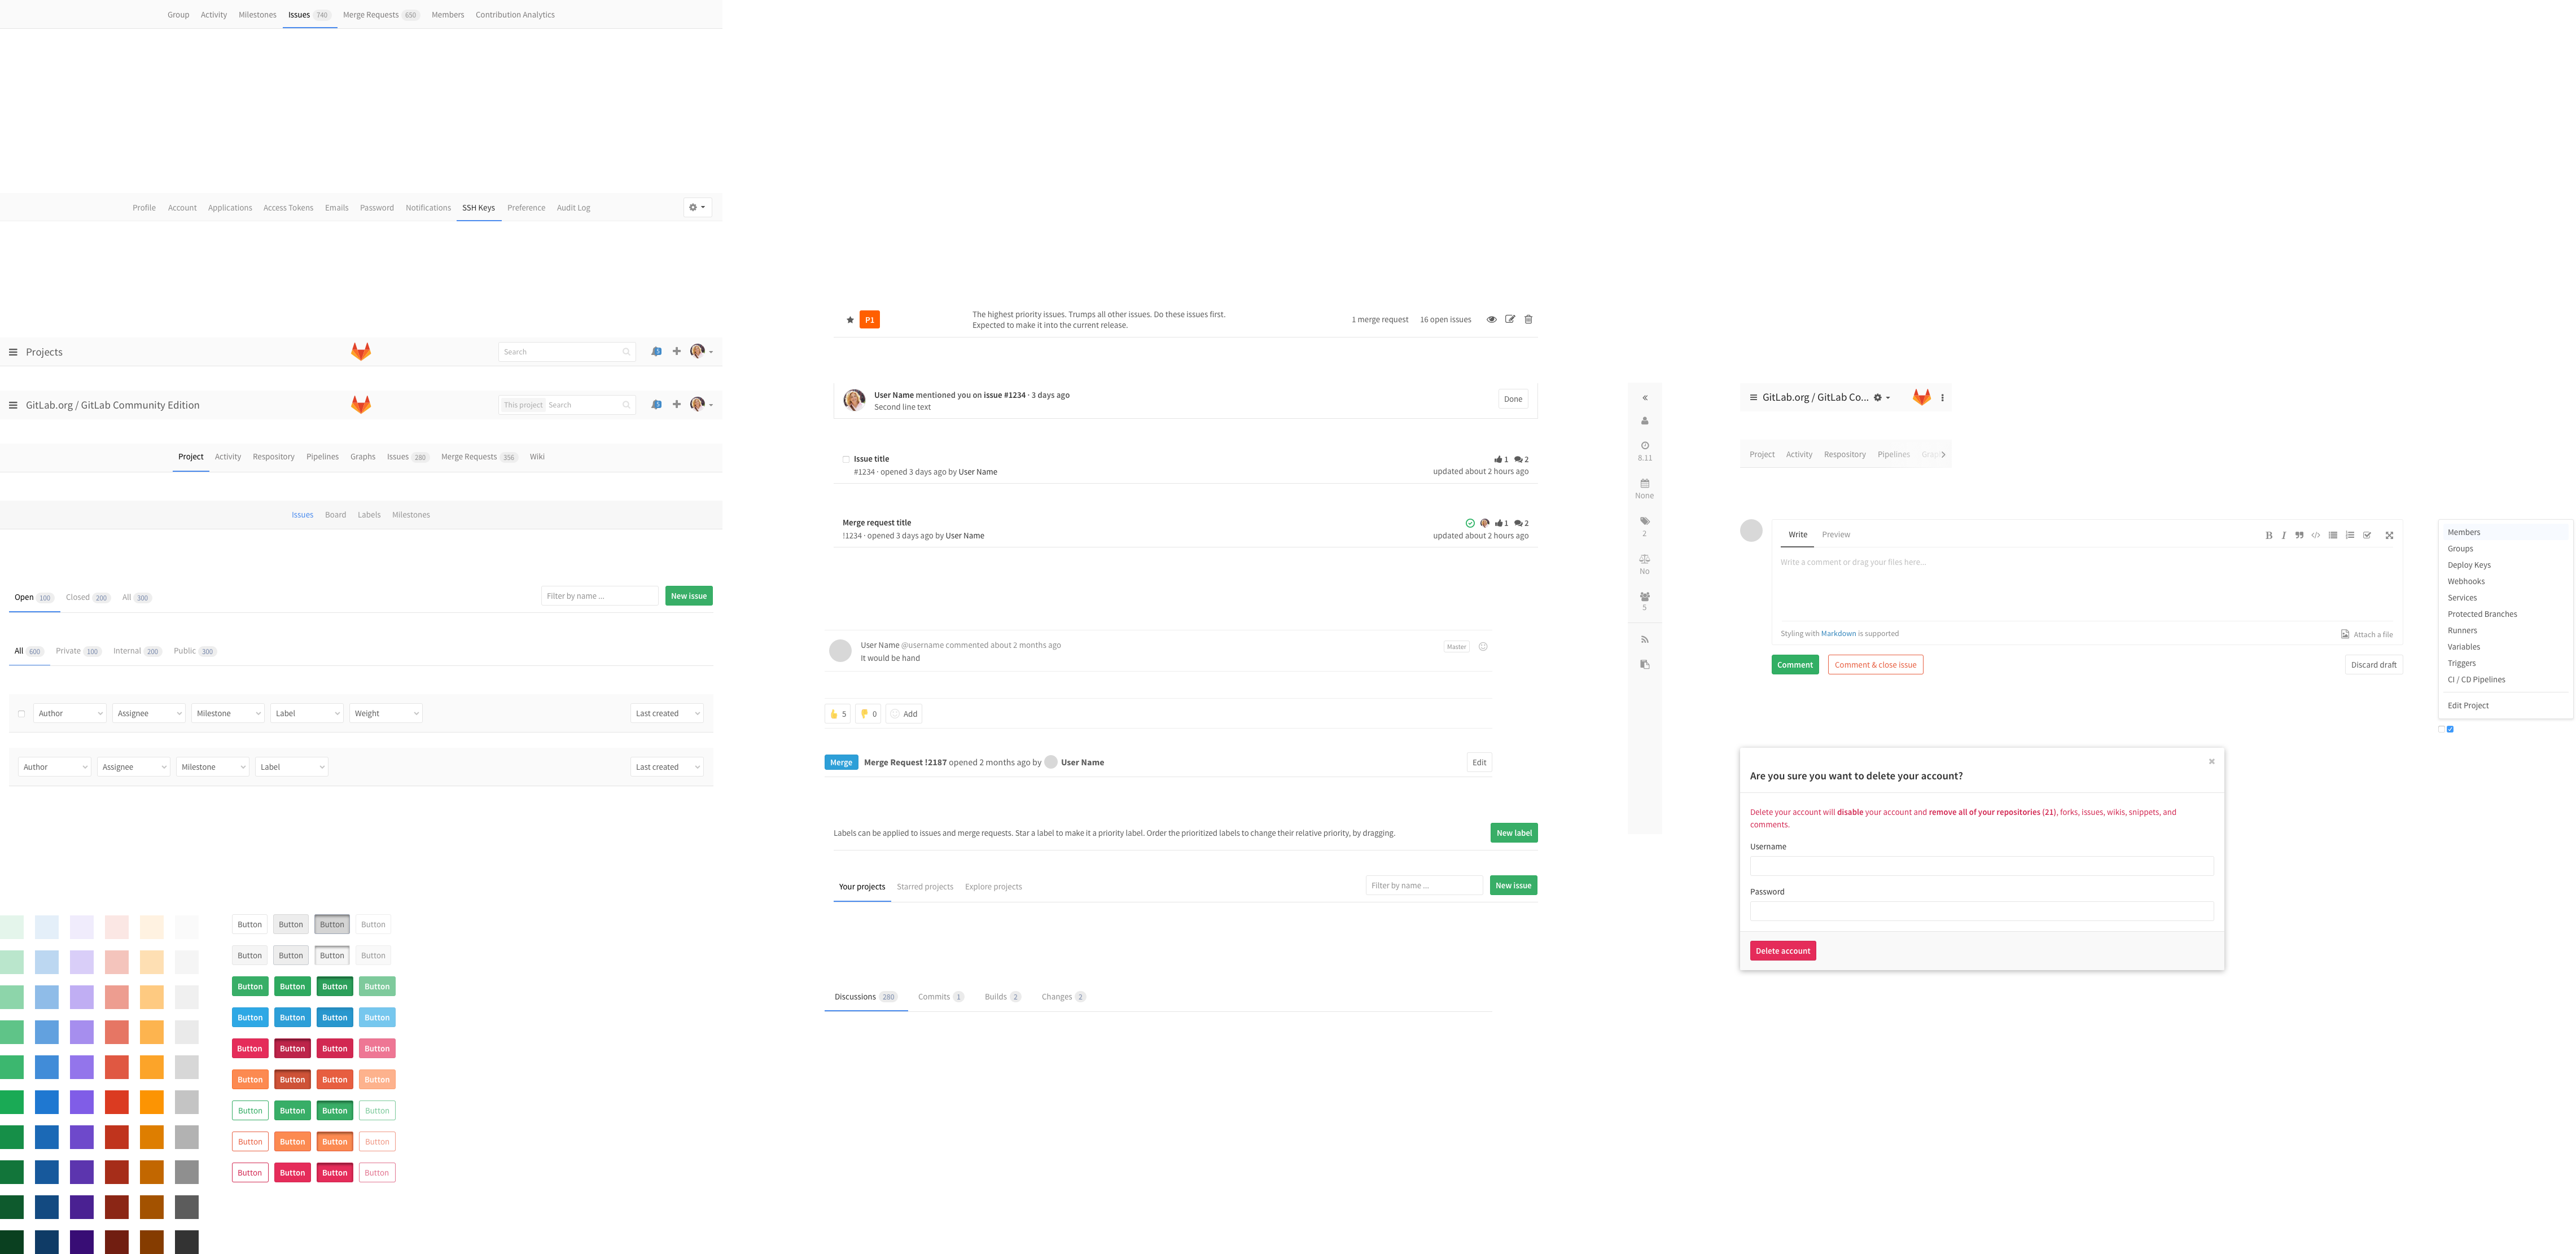 Group Activity Milestones Issues 740 Merge Requests 650 Members Contribution Analytics
Profile Account Applications Access Tokens Emails Password Notifications SSH Keys Preference Audit Log
Projects Search
GitLab.org / GitLab Community Edition This project Search
Project Activity Respository Pipelines Graphs Issues 280 Merge Requests 356 Wiki
Issues Board Labels Milestones
Open 100 Closed 200 All 300 Filter by name ... New issue
All 600 Private 100 Internal 200 Public 300
Author Assignee Milestone Label Weight Last created
Author Assignee Milestone Label Last created
Button Button Button Button
Button Button Button Button
Button Button Button Button
Button Button Button Button
Button Button Button Button
Button Button Button Button
Button Button Button Button
Button Button Button Button
Button Button Button Button
P1
The highest priority issues. Trumps all other issues. Do these issues first.
Expected to make it into the current release.
1 merge request 16 open issues
User Name mentioned you on issue #1234 · 3 days ago
Second line text
Done
Issue title
#1234 · opened 3 days ago by User Name
1 2
updated about 2 hours ago
Merge request title
!1234 · opened 3 days ago by User Name
1 2
updated about 2 hours ago
User Name @username commented about 2 months ago
It would be hand
Master
5 0 Add
Merge Merge Request !2187 opened 2 months ago by User Name Edit
Labels can be applied to issues and merge requests. Star a label to make it a priority label. Order the prioritized labels to change their relative priority, by dragging. New label
Your projects Starred projects Explore projects Filter by name ... New issue
Discussions 280 Commits 1 Builds 2 Changes 2
«
8.11
None
2
No
5
GitLab.org / GitLab Co...
Project Activity Respository Pipelines
Write Preview B I
Write a comment or drag your files here...
Styling with Markdown is supported Attach a file
Comment Comment & close issue Discard draft
Members
Groups
Deploy Keys
Webhooks
Services
Protected Branches
Runners
Variables
Triggers
CI / CD Pipelines
Edit Project
Are you sure you want to delete your account?
Delete your account will disable your account and remove all of your repositories (21), forks, issues, wikis, snippets, and
comments.
Username
Password
Delete account